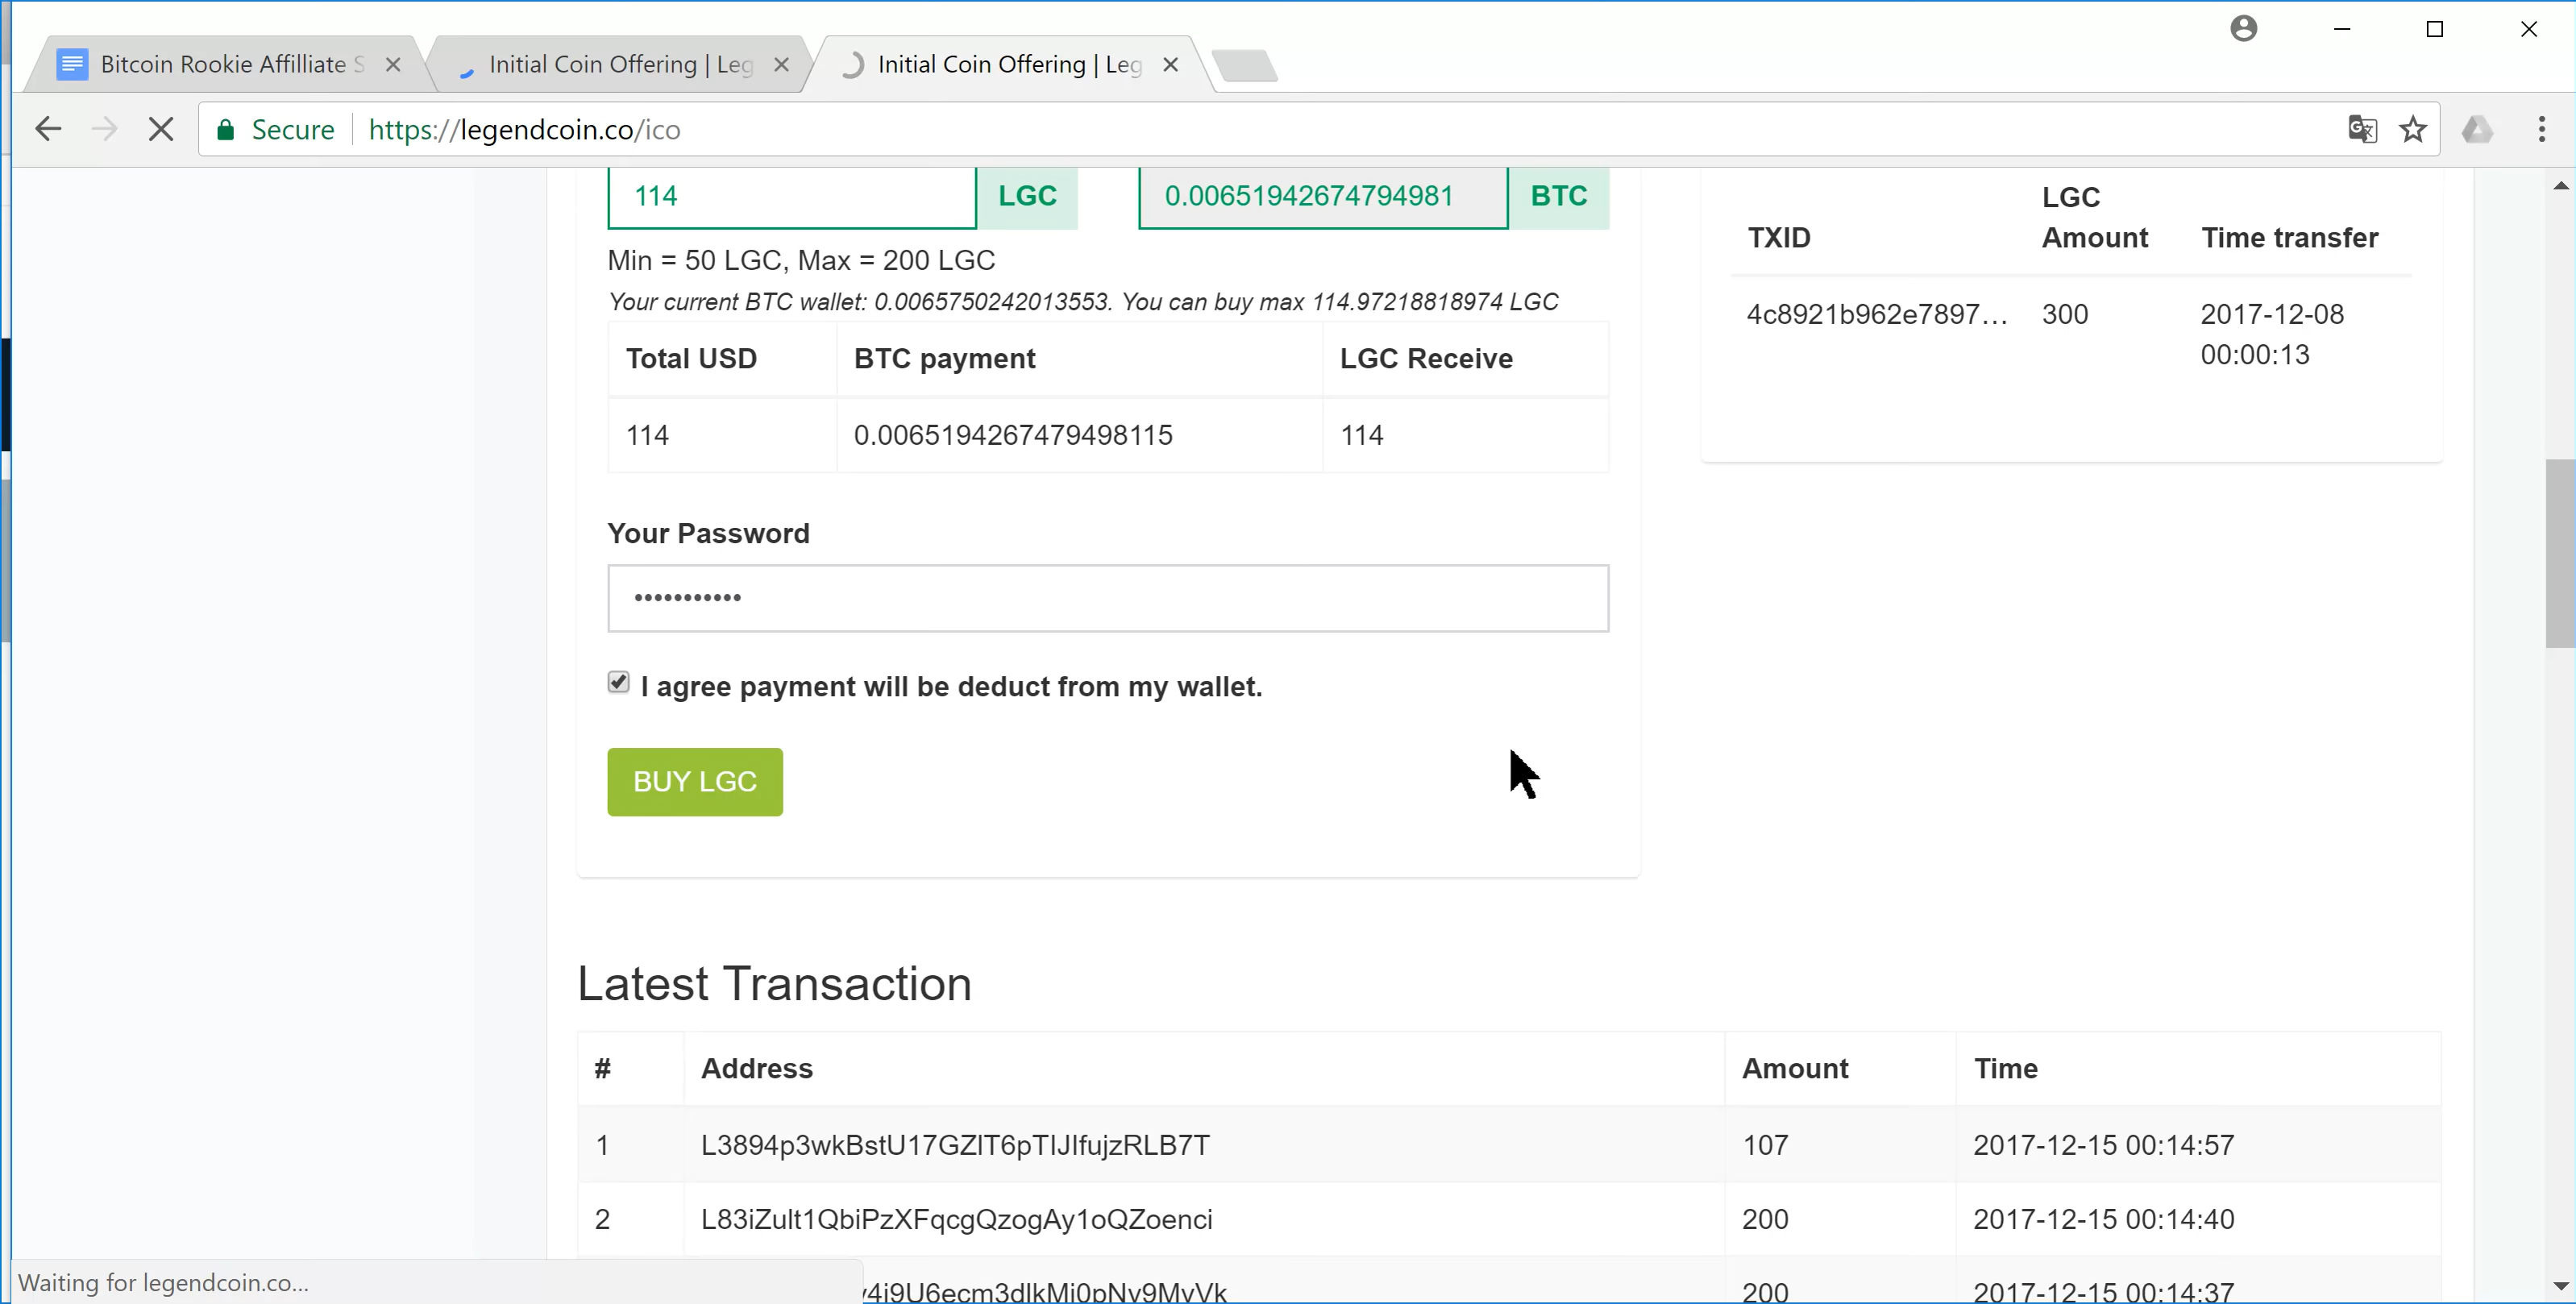 Bitcoin Rookie Affilliate S
Initial Coin Offering | Leg
Initial Coin Offering | Leg
Secure https://legendcoin.co/ico
114 LGC 0.00651942674794981 BTC
Min = 50 LGC, Max = 200 LGC
Your current BTC wallet: 0.0065750242013553. You can buy max 114.97218818974 LGC
Total USD BTC payment LGC Receive
114 0.0065194267479498115 114
Your Password
•••••••••••
I agree payment will be deduct from my wallet.
BUY LGC
LGC
TXID Amount Time transfer
4c8921b962e7897... 300 2017-12-08
00:00:13
Latest Transaction
# Address Amount Time
1 L3894p3wkBstU17GZIT6pTIJIfujzRLB7T 107 2017-12-15 00:14:57
2 L83iZult1QbiPzXFqcgQzogAy1oQZoenci 200 2017-12-15 00:14:40
200 2017-12-15 00:14:37
Waiting for legendcoin.co...